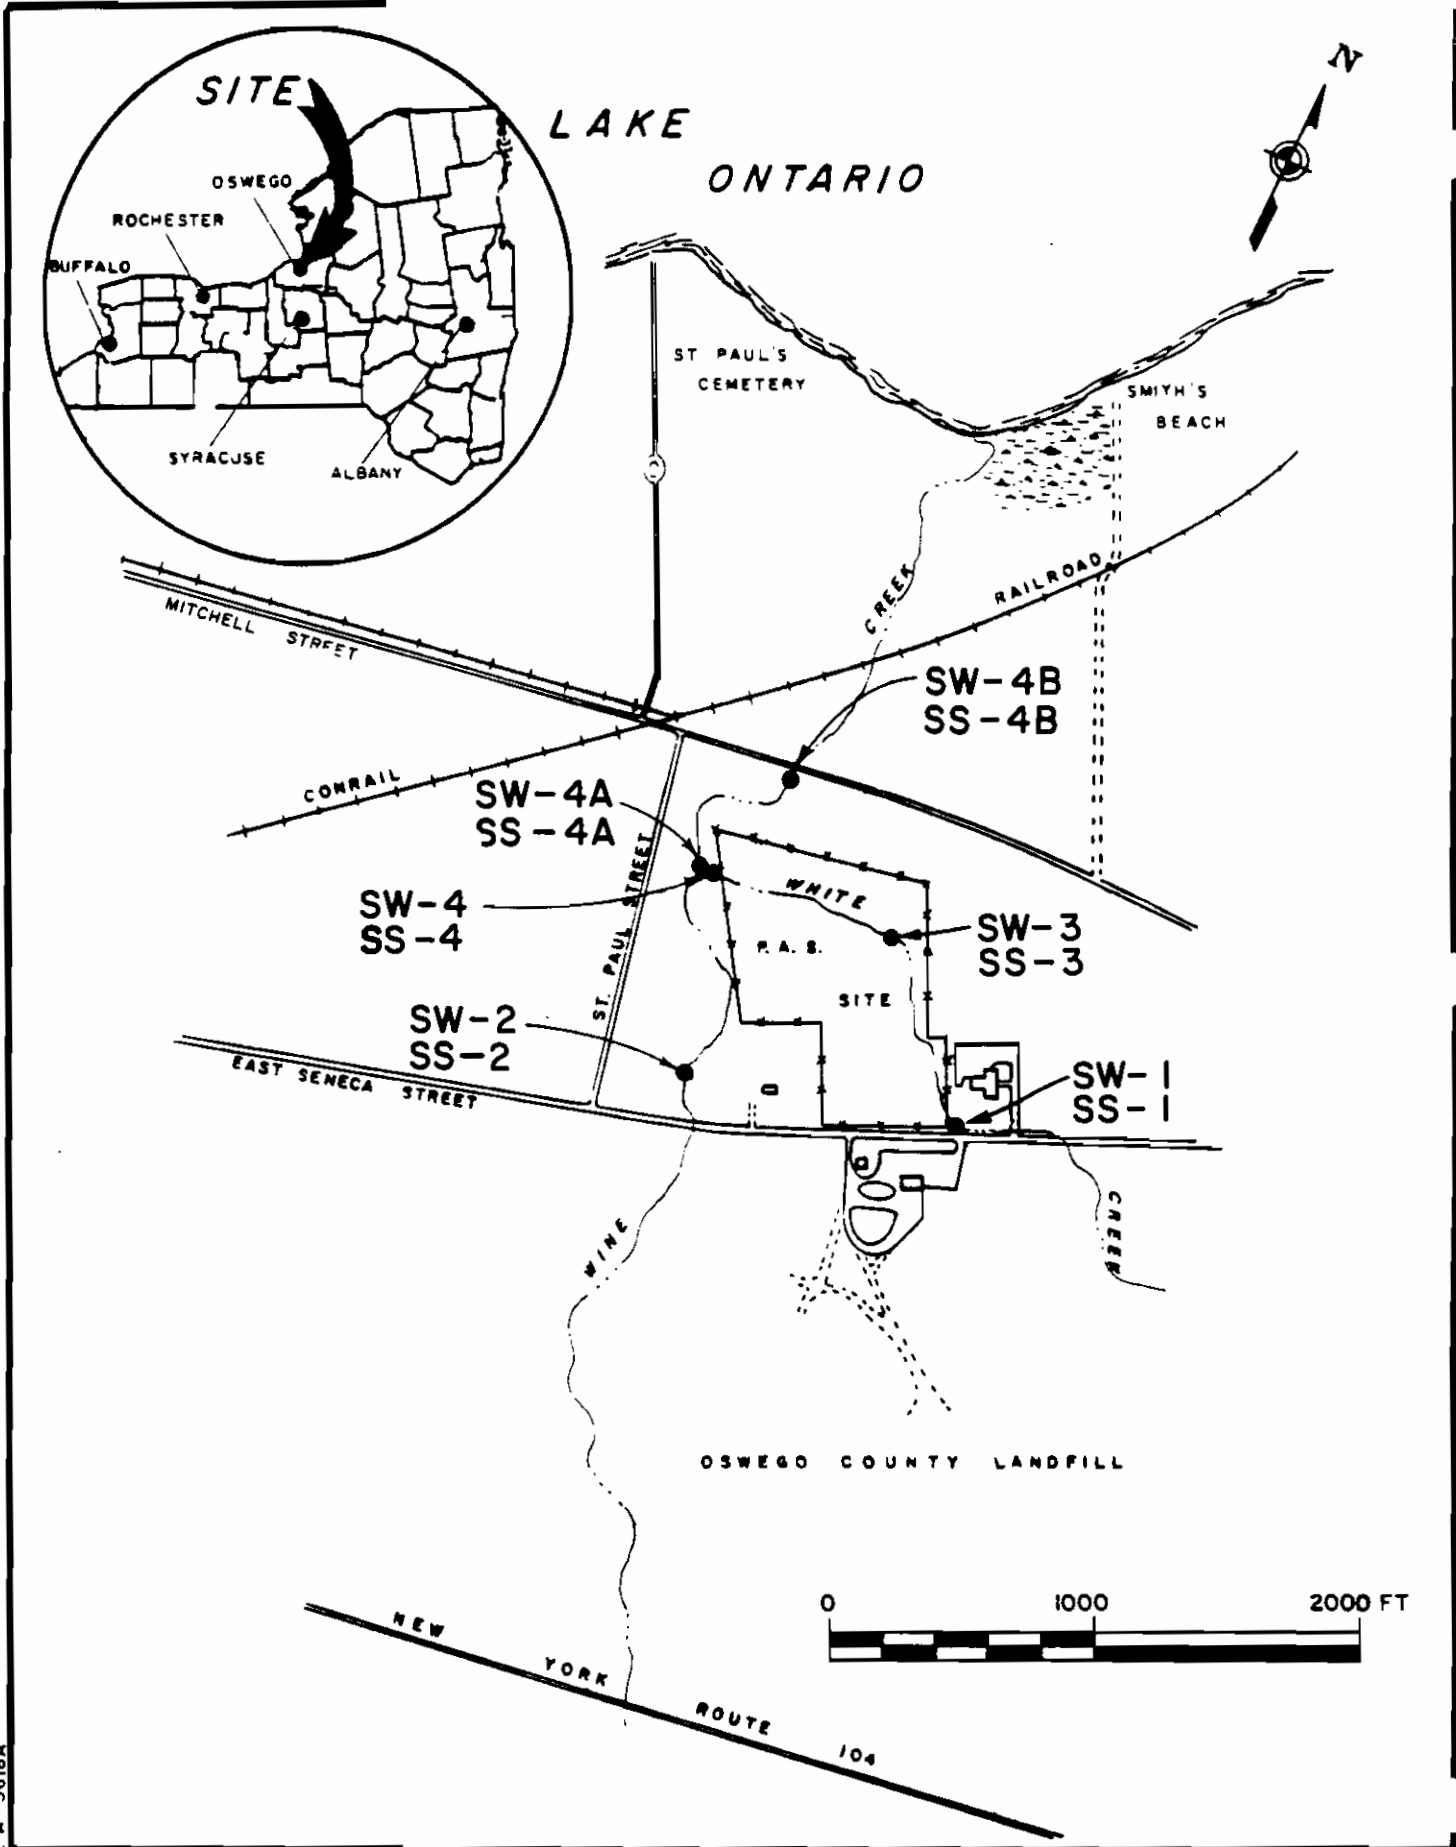 N
SITE
LAKE
ONTARIO
OSWEGO
ROCHESTER
BUFFALO
SYRACUSE
ALBANY
ST PAUL'S
CEMETERY
SMIYH'S
BEACH
MITCHELL STREET
CREEK
RAILROAD
SW-4B
SS-4B
CONRAIL
SW-4A
SS-4A
ST. PAUL STREET
WHITE
SW-4
SS-4
SW-3
SS-3
P. A. S.
SITE
SW-2
SS-2
EAST SENECA STREET
SW-1
SS-1
WINE
CREEK
OSWEGO COUNTY LANDFILL
0 1000 2000 FT
NEW YORK ROUTE 104